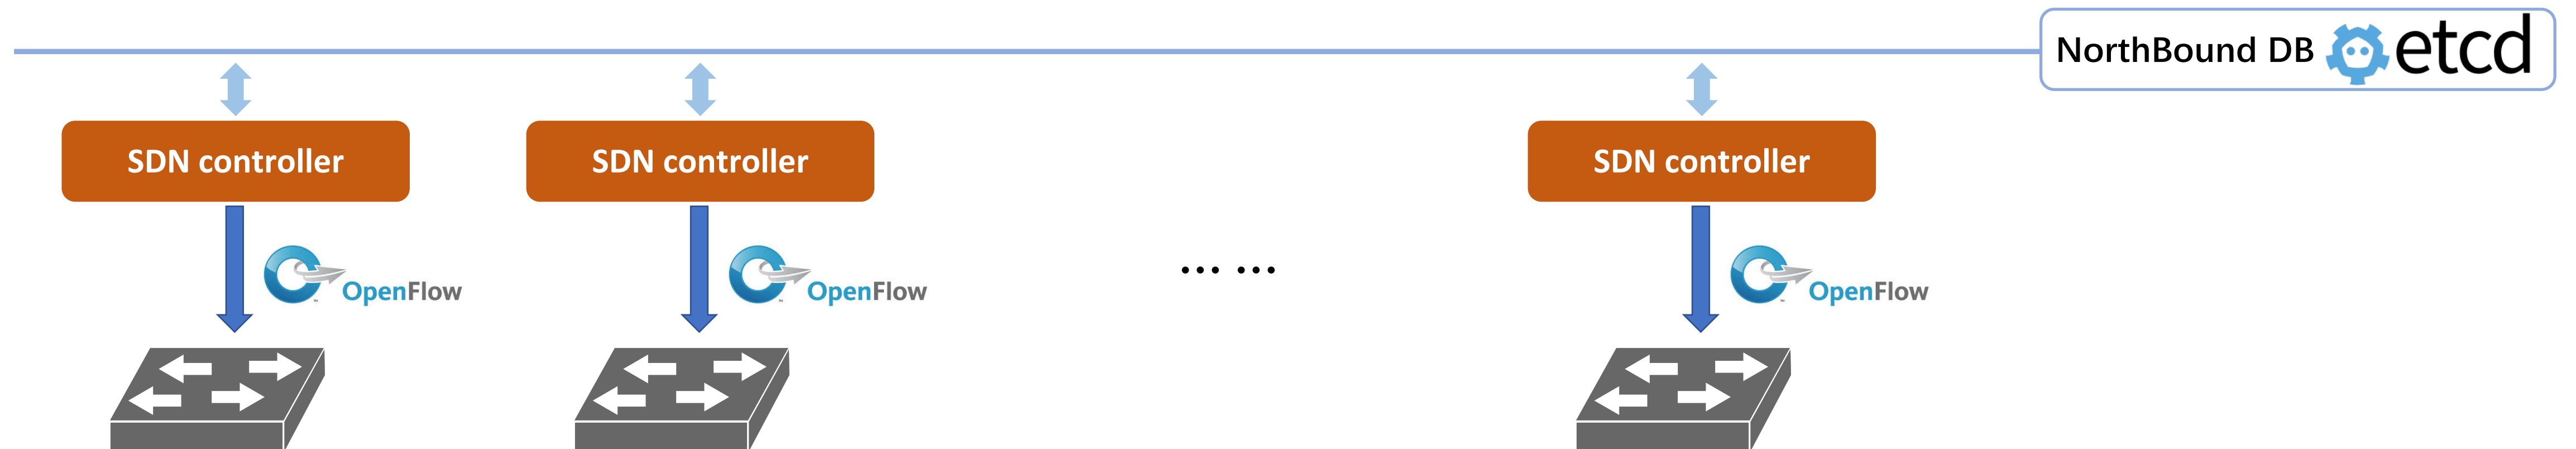 NorthBound DB etcd
SDN controller SDN controller SDN controller
OpenFlow OpenFlow ... ... OpenFlow